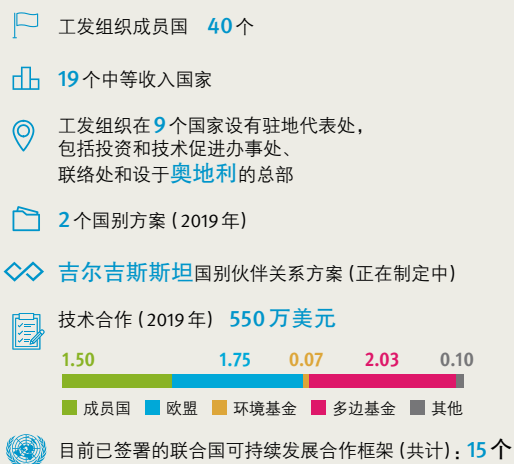 工发组织成员国 40个
19个中等收入国家
工发组织在9个国家设有驻地代表处，
包括投资和技术促进办事处、
联络处和设于奥地利的总部
2个国别方案（2019年）
吉尔吉斯斯坦国别伙伴关系方案（正在制定中）
技术合作（2019年） 550万美元
1.50 1.75 0.07 2.03 0.10
成员国 欧盟 环境基金 多边基金 其他
目前已签署的联合国可持续发展合作框架（共计）：15个